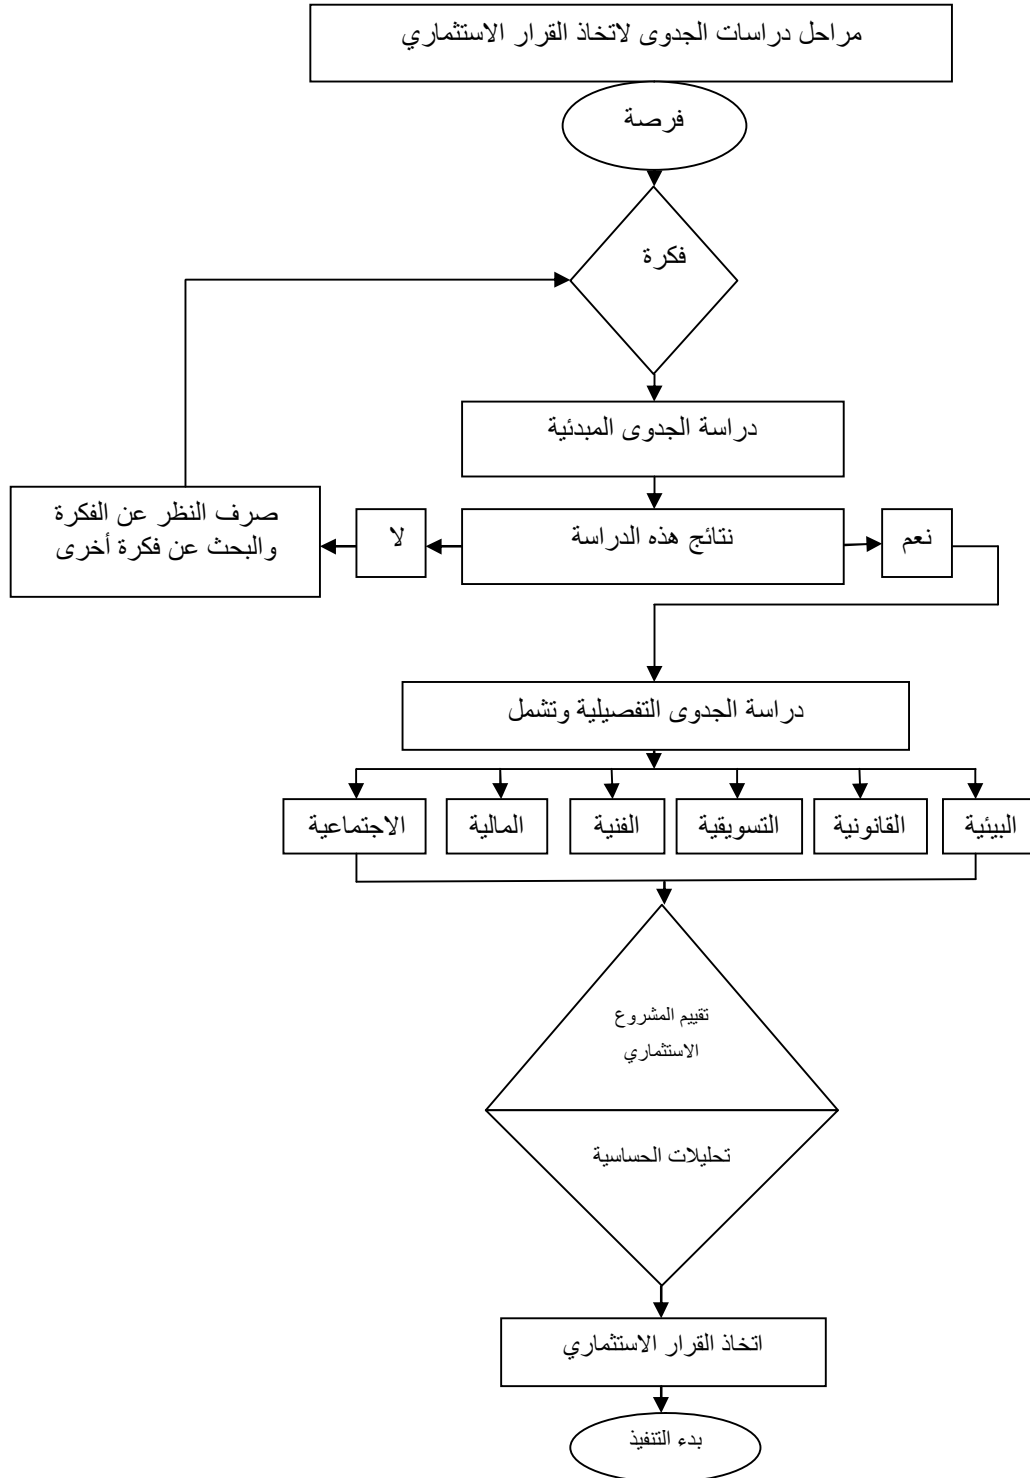 مراحل دراسات الجدوى لاتخاذ القرار الاستثماري
فرصة
فكرة
دراسة الجدوى المبدئية
نعم
نتائج هذه الدراسة
لا
صرف النظر عن الفكرة
والبحث عن فكرة أخرى
دراسة الجدوى التفصيلية وتشمل
البيئية
القانونية
التسويقية
الفنية
المالية
الاجتماعية
تقييم المشروع
الاستثماري
تحليلات الحساسية
اتخاذ القرار الاستثماري
بدء التنفيذ